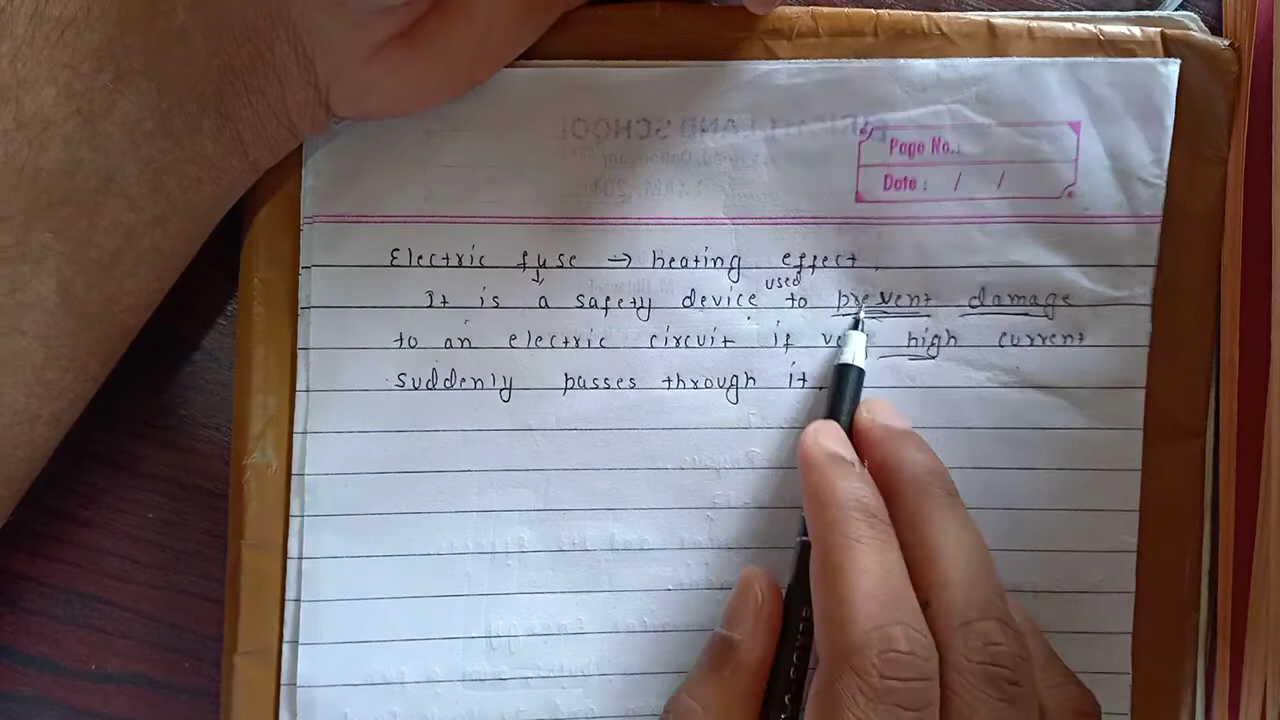 Page No.:
Date : / /
Electric fuse → heating effect.
used
It is a safety device to prevent damage
to an electric circuit if high current
suddenly passes through it.